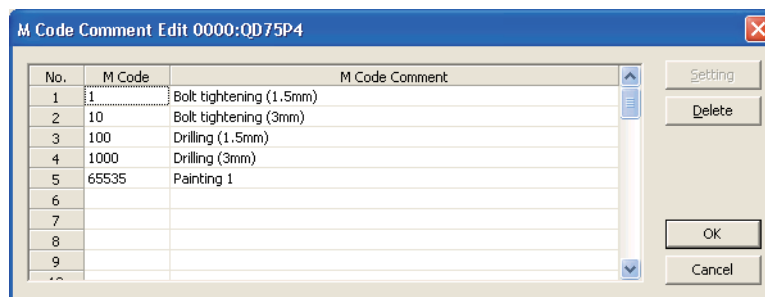 M Code Comment Edit 0000:QD75P4
No. M Code M Code Comment
1 1 Bolt tightening (1.5mm)
2 10 Bolt tightening (3mm)
3 100 Drilling (1.5mm)
4 1000 Drilling (3mm)
5 65535 Painting 1
6
7
8
9
Setting
Delete
OK
Cancel